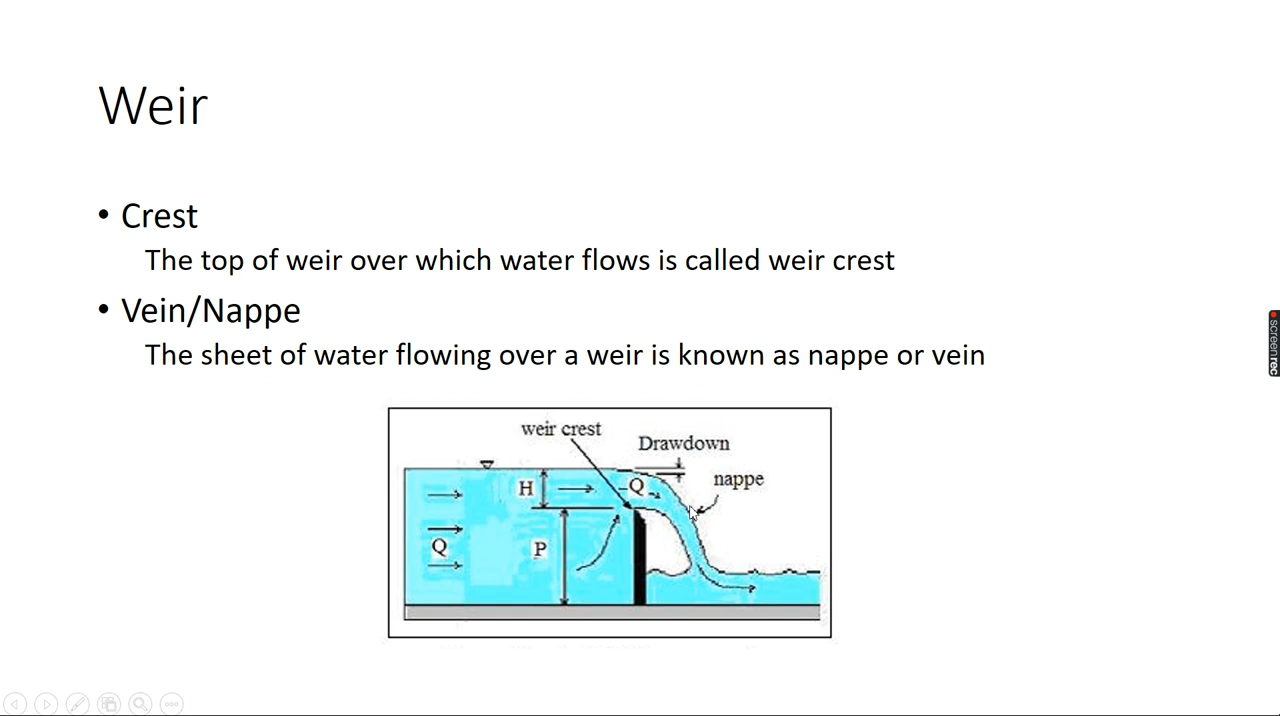 Weir
• Crest
The top of weir over which water flows is called weir crest
• Vein/Nappe
The sheet of water flowing over a weir is known as nappe or vein
weir crest
Drawdown
nappe
H
Q
Q
P
screenrec